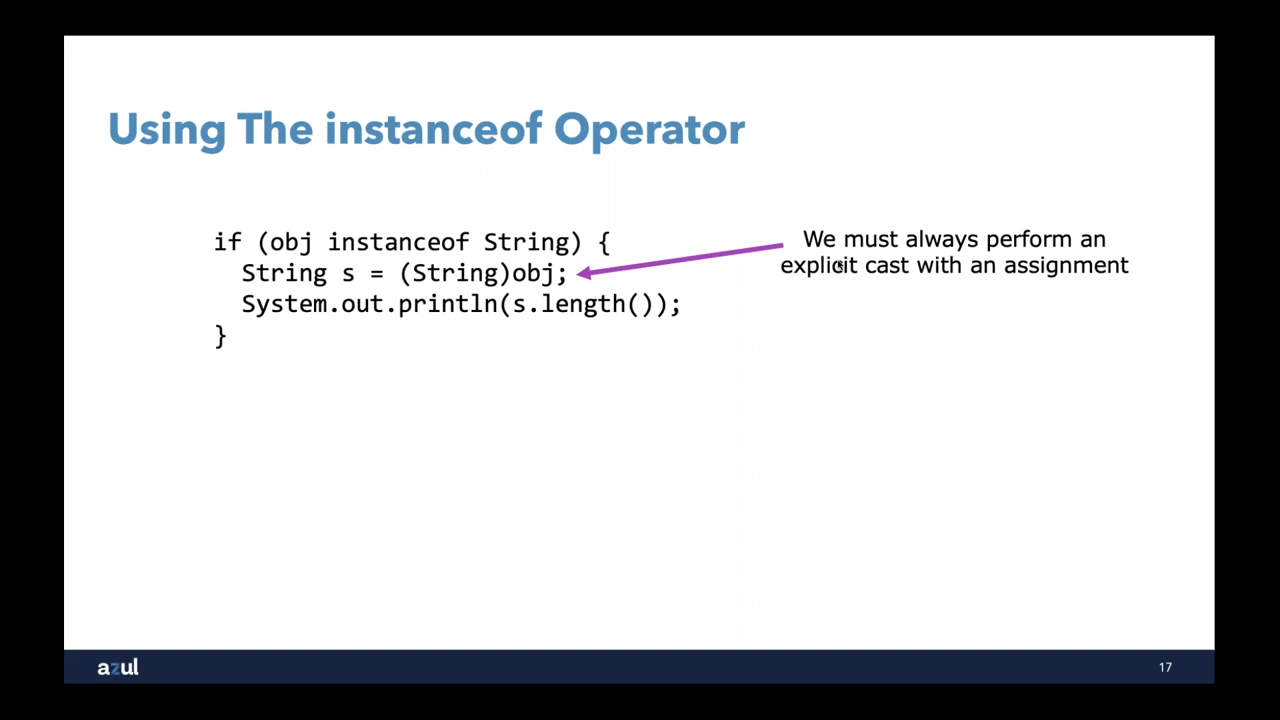 Using The instanceof Operator
if (obj instanceof String) {
  String s = (String)obj;
  System.out.println(s.length());
}
We must always perform an
explicit cast with an assignment
azul
17